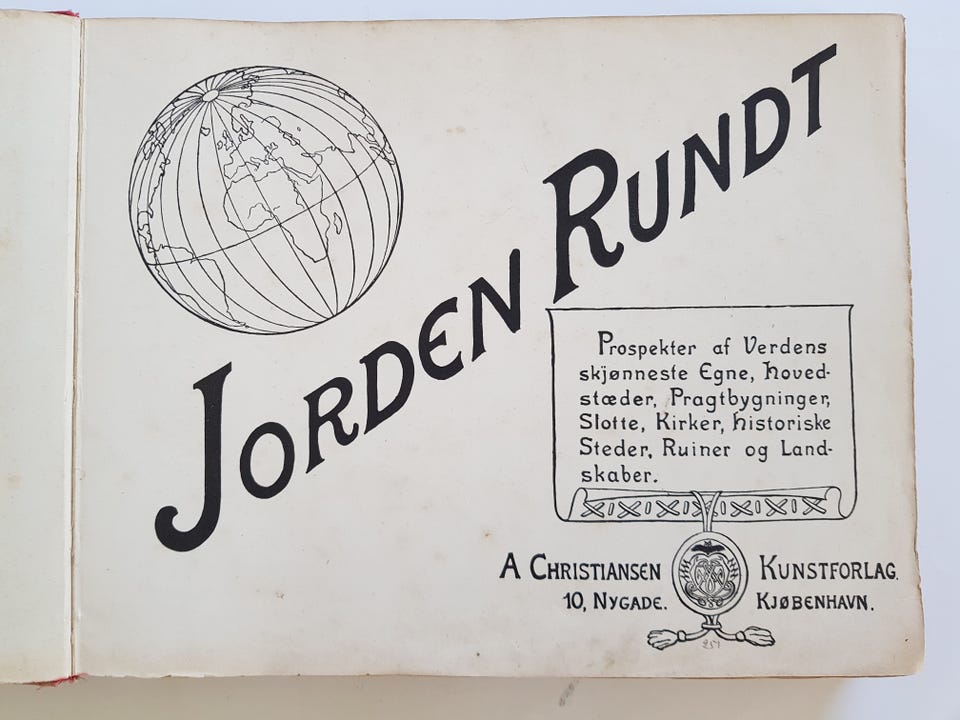 JORDEN RUNDT
Prospekter af Verdens
skjønneste Egne, hoved-
stæder, Pragtbygninger,
Slotte, Kirker, historiske
Steder, Ruiner og Land-
skaber.
A CHRISTIANSEN KUNSTFORLAG.
10, NYGADE. KJØBENHAVN.